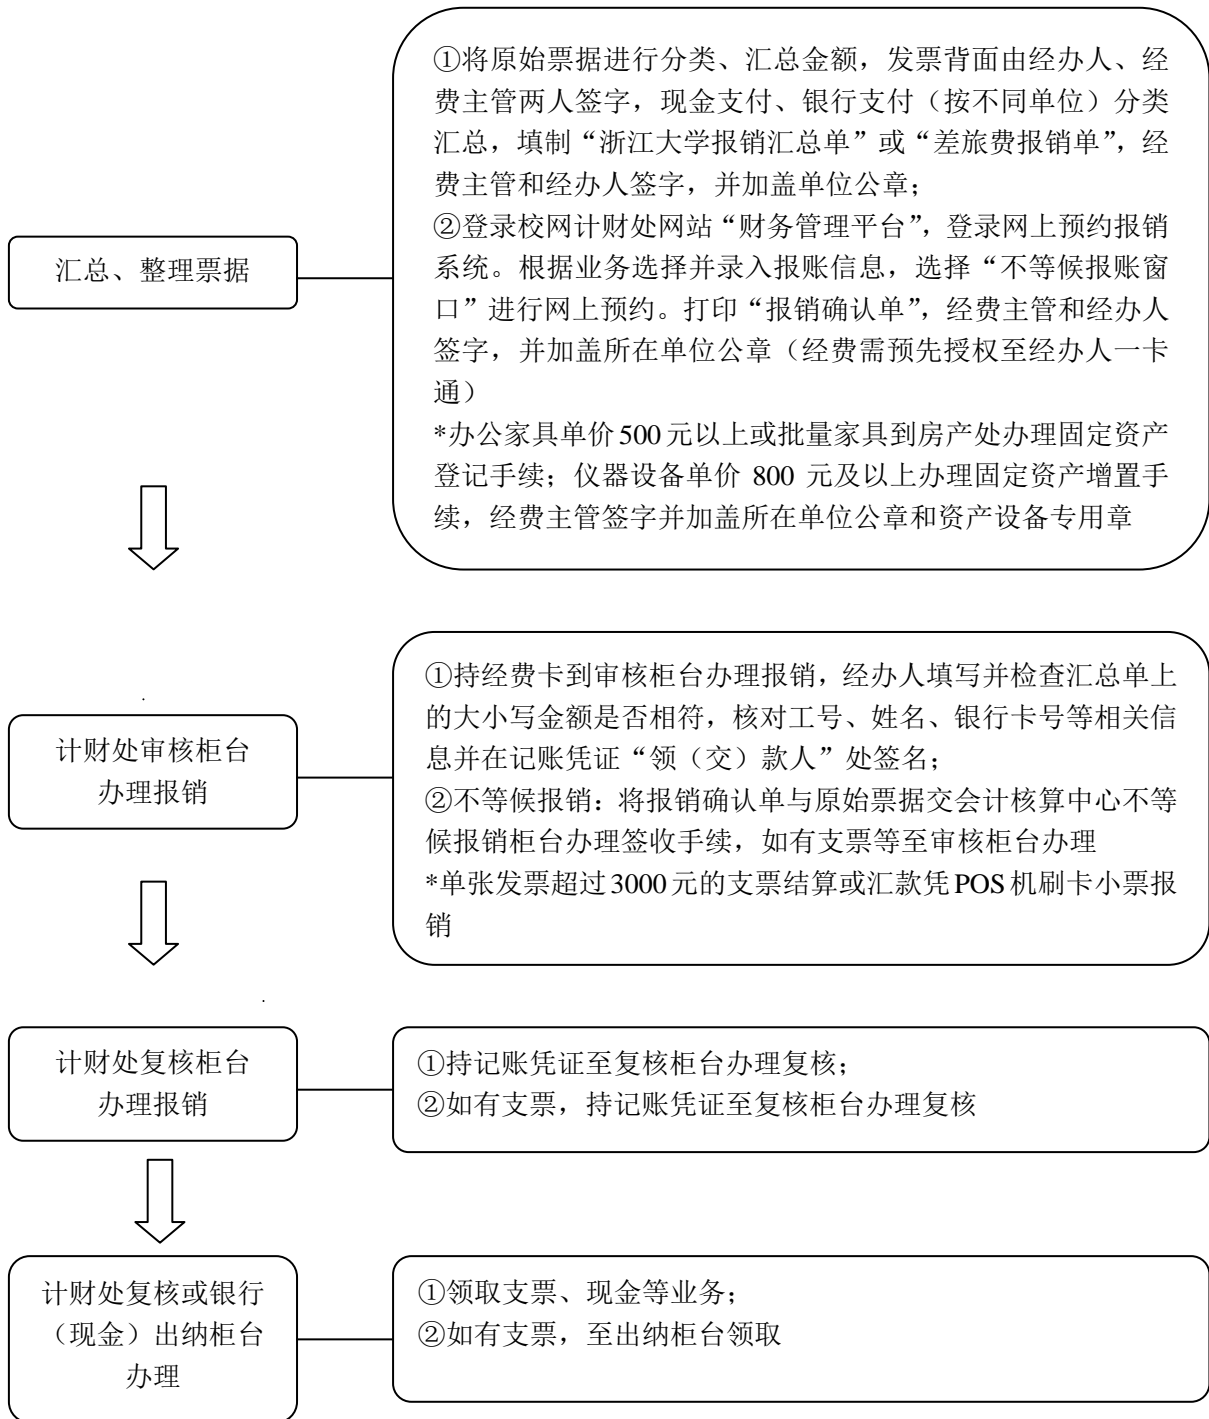 ①将原始票据进行分类、汇总金额，发票背面由经办人、经
费主管两人签字，现金支付、银行支付（按不同单位）分类
汇总，填制“浙江大学报销汇总单”或“差旅费报销单”，经
费主管和经办人签字，并加盖单位公章；
②登录校网计财处网站“财务管理平台”，登录网上预约报销
系统。根据业务选择并录入报账信息，选择“不等候报账窗
口”进行网上预约。打印“报销确认单”，经费主管和经办人
签字，并加盖所在单位公章（经费需预先授权至经办人一卡
通）
*办公家具单价500元以上或批量家具到房产处办理固定资产
登记手续；仪器设备单价 800 元及以上办理固定资产增置手
续，经费主管签字并加盖所在单位公章和资产设备专用章
汇总、整理票据
①持经费卡到审核柜台办理报销，经办人填写并检查汇总单上
的大小写金额是否相符，核对工号、姓名、银行卡号等相关信
息并在记账凭证“领（交）款人”处签名；
②不等候报销：将报销确认单与原始票据交会计核算中心不等
候报销柜台办理签收手续，如有支票等至审核柜台办理
*单张发票超过3000元的支票结算或汇款凭POS机刷卡小票报
销
计财处审核柜台
办理报销
计财处复核柜台
办理报销
①持记账凭证至复核柜台办理复核；
②如有支票，持记账凭证至复核柜台办理复核
计财处复核或银行
（现金）出纳柜台
办理
①领取支票、现金等业务；
②如有支票，至出纳柜台领取